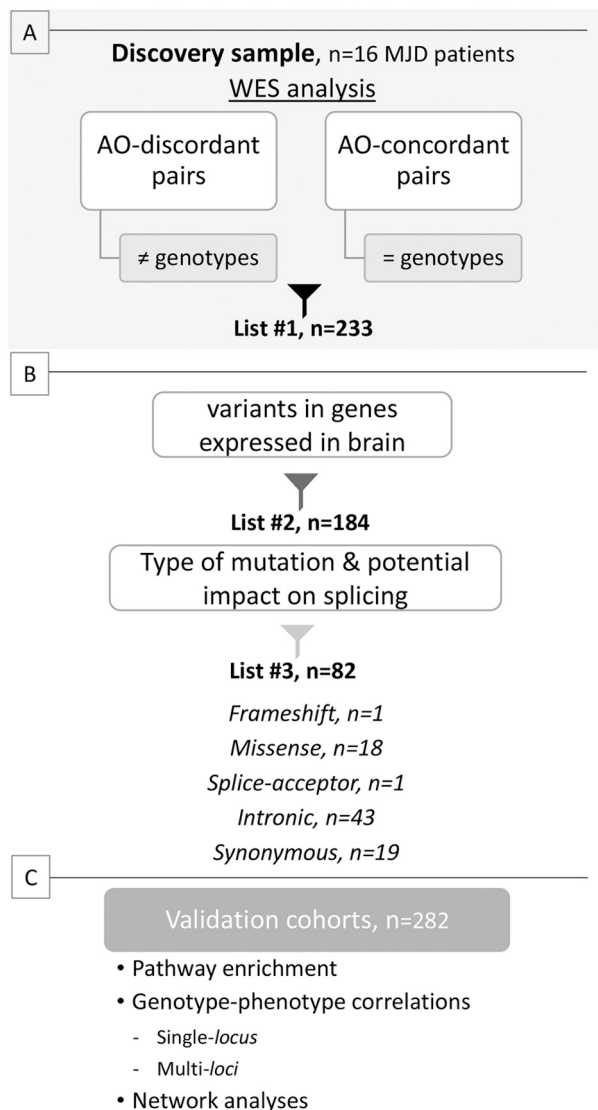 A
Discovery sample, n=16 MJD patients
WES analysis
AO-discordant
pairs
AO-concordant
pairs
≠ genotypes
= genotypes
List #1, n=233
B
variants in genes
expressed in brain
List #2, n=184
Type of mutation & potential
impact on splicing
List #3, n=82
Frameshift, n=1
Missense, n=18
Splice-acceptor, n=1
Intronic, n=43
Synonymous, n=19
C
Validation cohorts, n=282
• Pathway enrichment
• Genotype-phenotype correlations
- Single-locus
- Multi-loci
• Network analyses